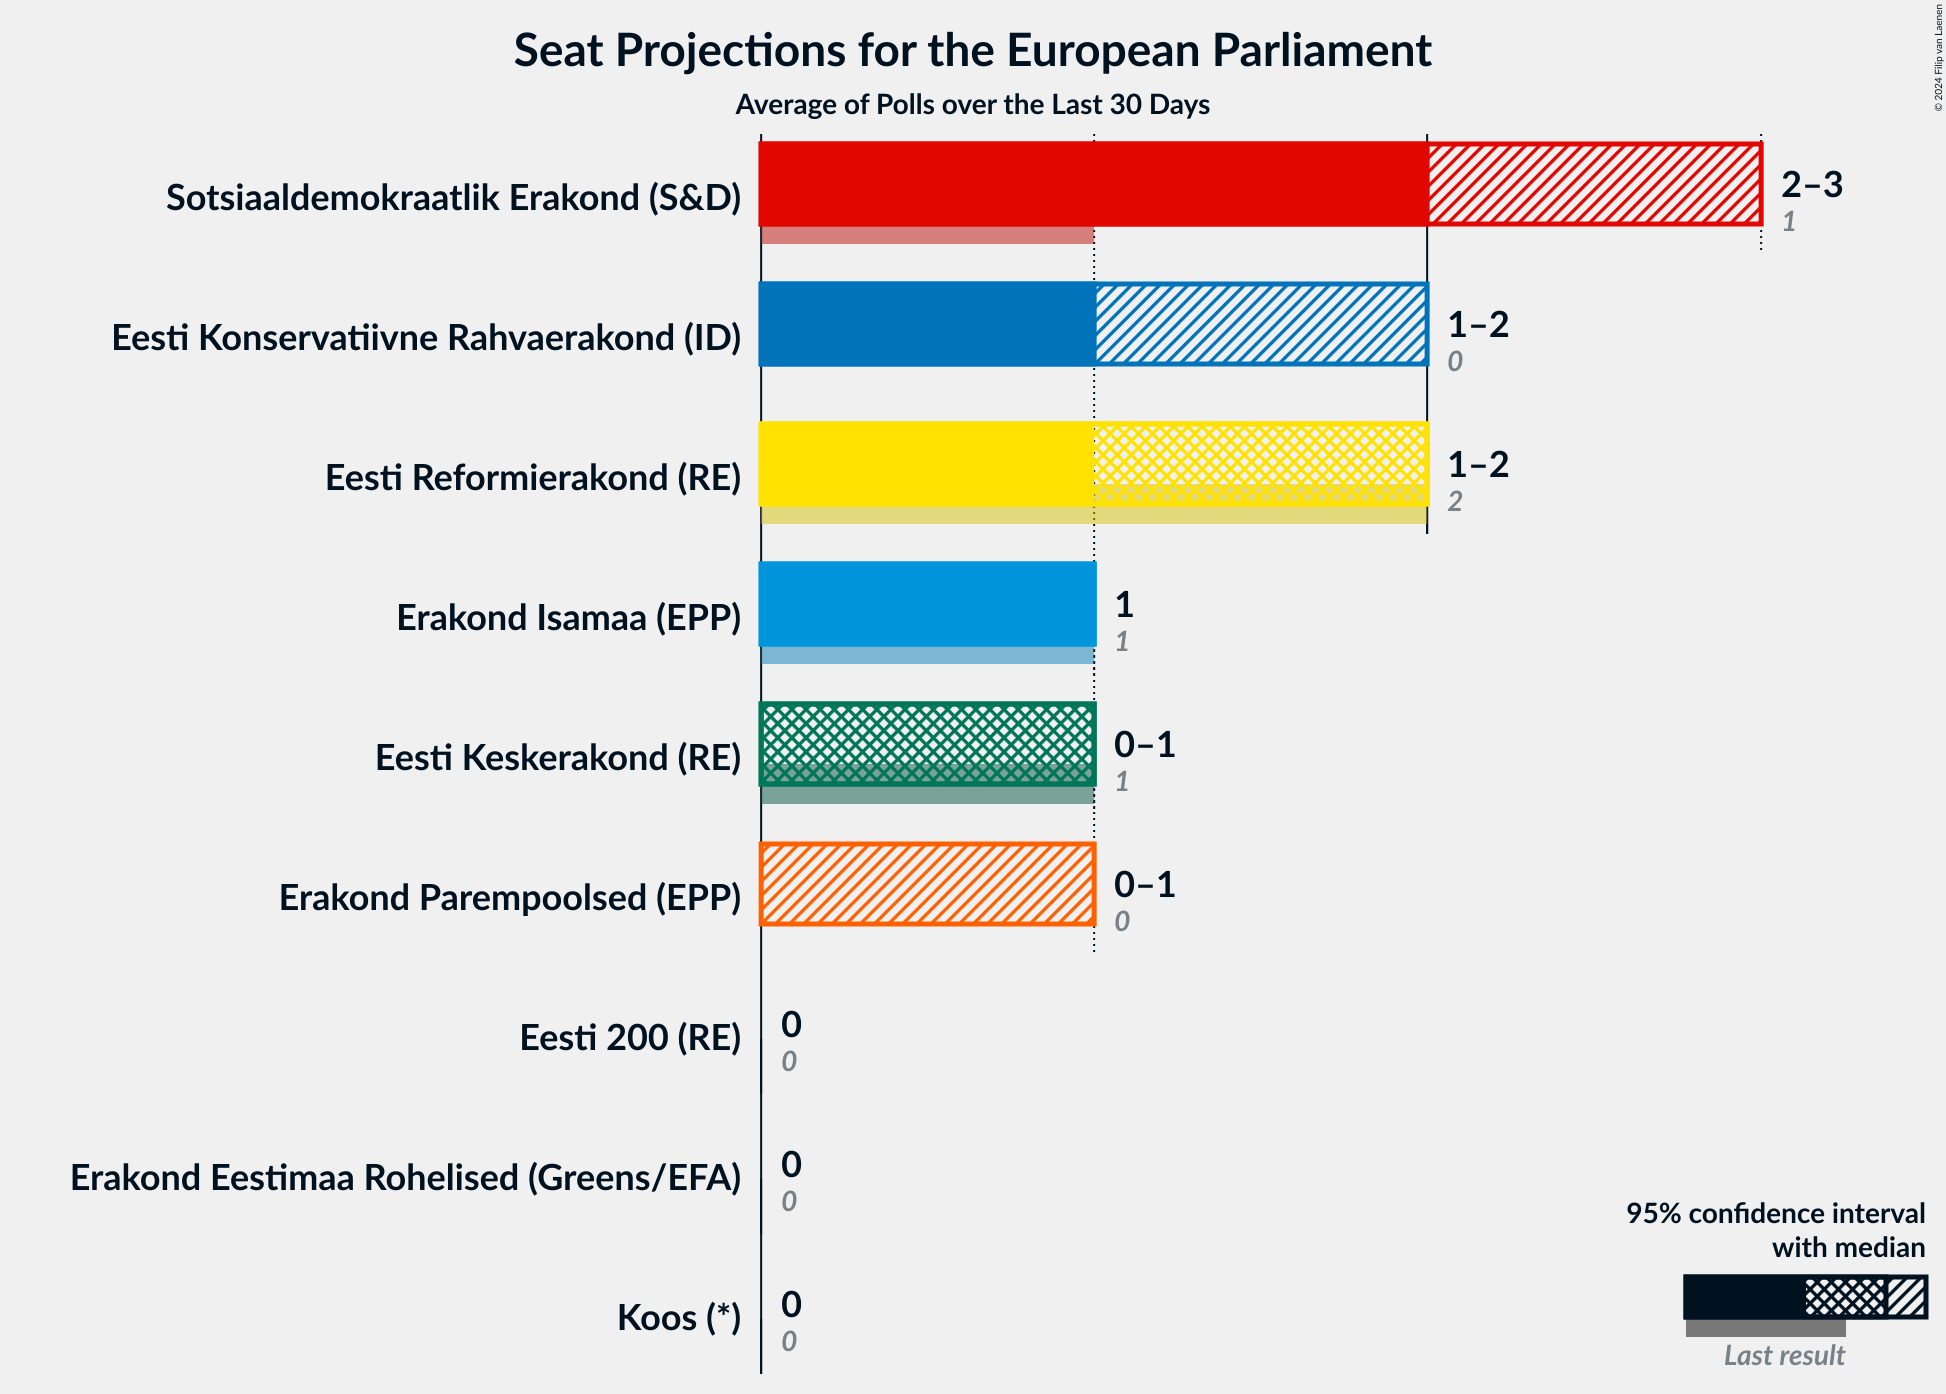 Seat Projections for the European Parliament
Average of Polls over the Last 30 Days
© 2024 Filip van Laenen
Sotsiaaldemokraatlik Erakond (S&D)
2–3
1
Eesti Konservatiivne Rahvaerakond (ID)
1–2
0
Eesti Reformierakond (RE)
1–2
2
Erakond Isamaa (EPP)
1
1
Eesti Keskerakond (RE)
0–1
1
Erakond Parempoolsed (EPP)
0–1
0
Eesti 200 (RE)
0
0
Erakond Eestimaa Rohelised (Greens/EFA)
0
0
Koos (*)
0
0
95% confidence interval
with median
Last result